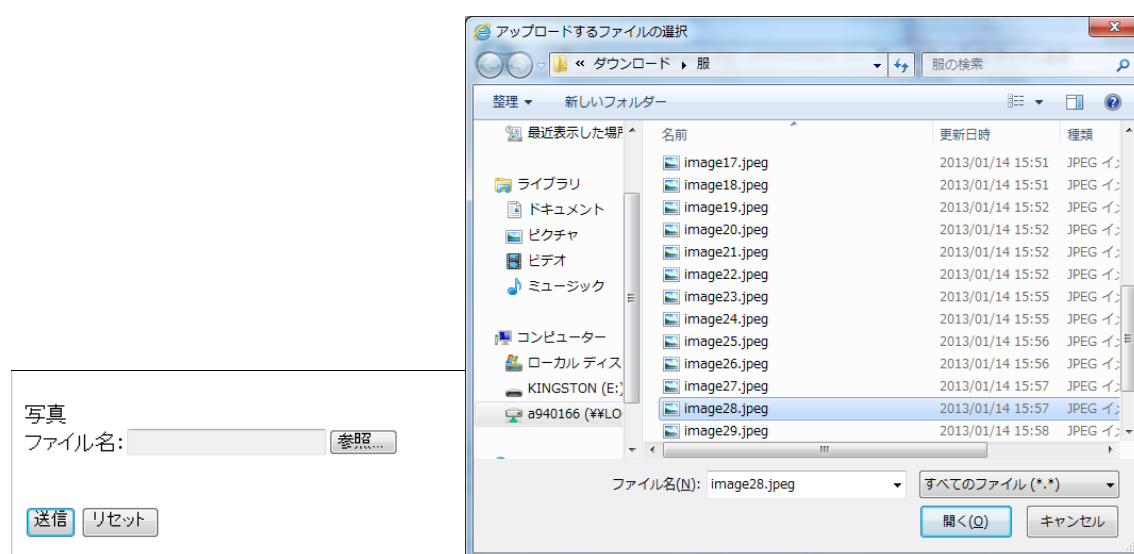 アップロードするファイルの選択
« ダウンロード ▸ 服
服の検索
整理 ▼ 新しいフォルダー
最近表示した場所
ライブラリ
ドキュメント
ピクチャ
ビデオ
ミュージック
コンピューター
ローカル ディス
KINGSTON (E:)
a940166 (¥¥LO
名前 更新日時 種類
image17.jpeg 2013/01/14 15:51 JPEG イ
image18.jpeg 2013/01/14 15:51 JPEG イ
image19.jpeg 2013/01/14 15:52 JPEG イ
image20.jpeg 2013/01/14 15:52 JPEG イ
image21.jpeg 2013/01/14 15:52 JPEG イ
image22.jpeg 2013/01/14 15:52 JPEG イ
image23.jpeg 2013/01/14 15:55 JPEG イ
image24.jpeg 2013/01/14 15:55 JPEG イ
image25.jpeg 2013/01/14 15:56 JPEG イ
image26.jpeg 2013/01/14 15:56 JPEG イ
image27.jpeg 2013/01/14 15:57 JPEG イ
image28.jpeg 2013/01/14 15:57 JPEG イ
image29.jpeg 2013/01/14 15:58 JPEG イ
ファイル名(N): image28.jpeg すべてのファイル (*.*)
開く(O) キャンセル
写真
ファイル名: 参照...
送信 リセット